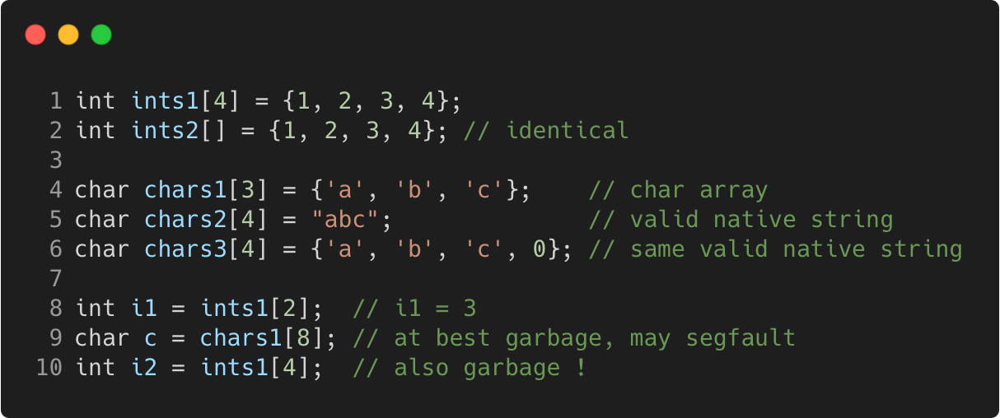 1 int ints1[4] = {1, 2, 3, 4};
2 int ints2[] = {1, 2, 3, 4}; // identical
3
4 char chars1[3] = {'a', 'b', 'c'};    // char array
5 char chars2[4] = "abc";              // valid native string
6 char chars3[4] = {'a', 'b', 'c', 0}; // same valid native string
7
8 int i1 = ints1[2];  // i1 = 3
9 char c = chars1[8]; // at best garbage, may segfault
10 int i2 = ints1[4];  // also garbage !